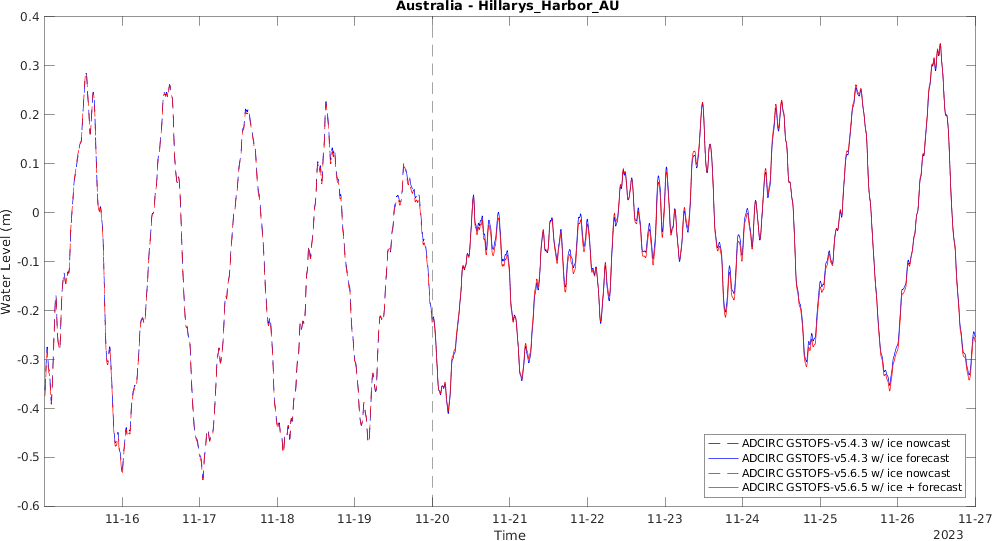 Australia - Hillarys_Harbor_AU
0.4
0.3
0.2
0.1
0
-0.1
-0.2
-0.3
-0.4
-0.5
-0.6
Water Level (m)
ADCIRC GSTOFS-v5.4.3 w/ ice nowcast
ADCIRC GSTOFS-v5.4.3 w/ ice forecast
ADCIRC GSTOFS-v5.6.5 w/ ice nowcast
ADCIRC GSTOFS-v5.6.5 w/ ice + forecast
11-16 11-17 11-18 11-19 11-20 11-21 11-22 11-23 11-24 11-25 11-26 11-27
Time
2023